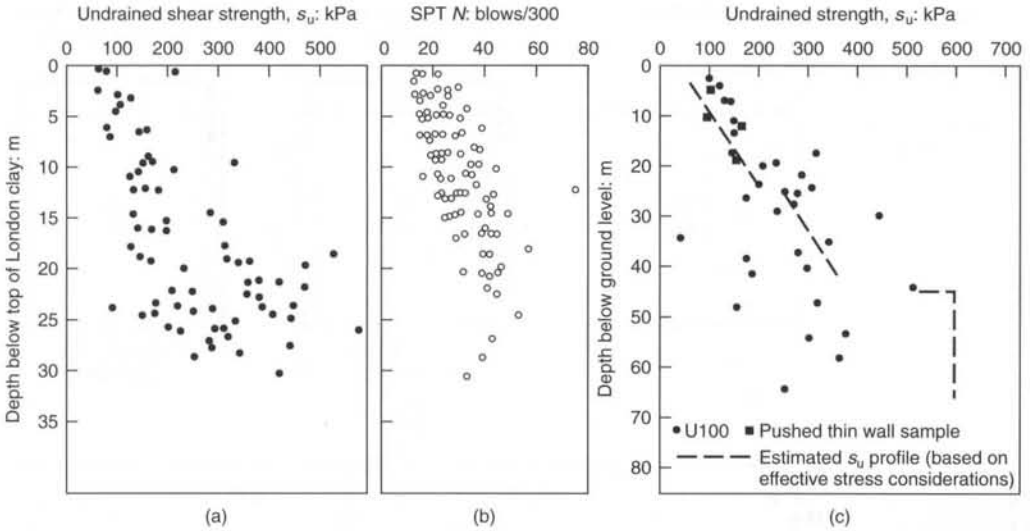 Undrained shear strength, su: kPa
0 100 200 300 400 500
Depth below top of London clay: m
0
5
10
15
20
25
30
35
(a)
SPT N: blows/300
20 40 60 80
(b)
Undrained strength, su: kPa
0 100 200 300 400 500 600 700
Depth below ground level: m
0
10
20
30
40
50
60
70
80
U100 Pushed thin wall sample
Estimated su profile (based on
effective stress considerations)
(c)